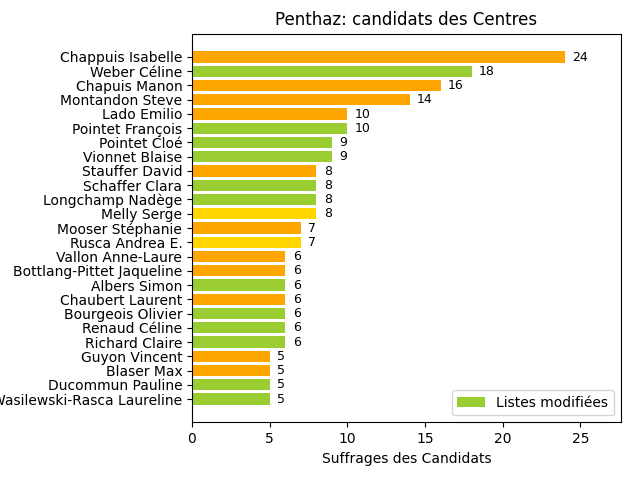 Penthaz: candidats des Centres
Chappuis Isabelle 24
Weber Céline 18
Chapuis Manon 16
Montandon Steve 14
Lado Emilio 10
Pointet François 10
Pointet Cloé 9
Vionnet Blaise 9
Stauffer David 8
Schaffer Clara 8
Longchamp Nadège 8
Melly Serge 8
Mooser Stéphanie 7
Rusca Andrea E. 7
Vallon Anne-Laure 6
Bottlang-Pittet Jaqueline 6
Albers Simon 6
Chaubert Laurent 6
Bourgeois Olivier 6
Renaud Céline 6
Richard Claire 6
Guyon Vincent 5
Blaser Max 5
Ducommun Pauline 5
Wasilewski-Rasca Laureline 5
Listes modifiées
0 5 10 15 20 25
Suffrages des Candidats